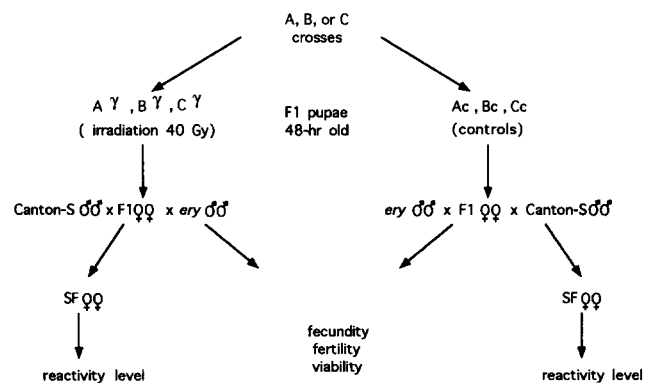 A, B, or C
crosses
A γ , B γ , C γ
( irradiation 40 Gy)
F1 pupae
48-hr old
Ac , Bc , Cc
(controls)
Canton-S ♂♂ x F1♀♀ x ery ♂♂
ery ♂♂ x F1 ♀♀ x Canton-S♂♂
SF ♀♀
SF ♀♀
fecundity
fertility
viability
reactivity level
reactivity level